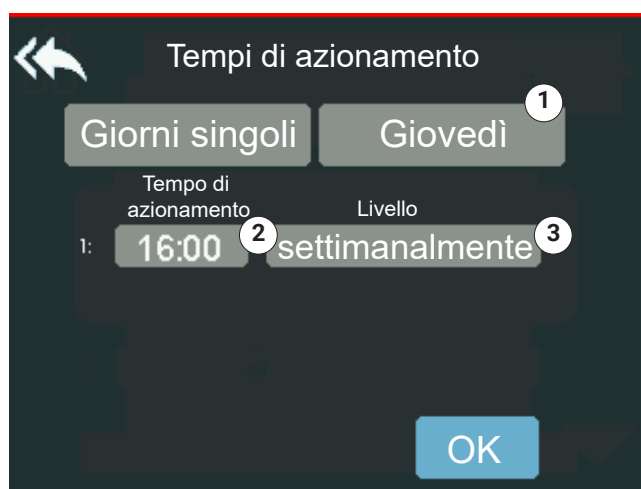 Tempi di azionamento
1
Giorni singoli Giovedì
Tempo di
azionamento Livello
1: 16:00 2 settimanalmente 3
OK